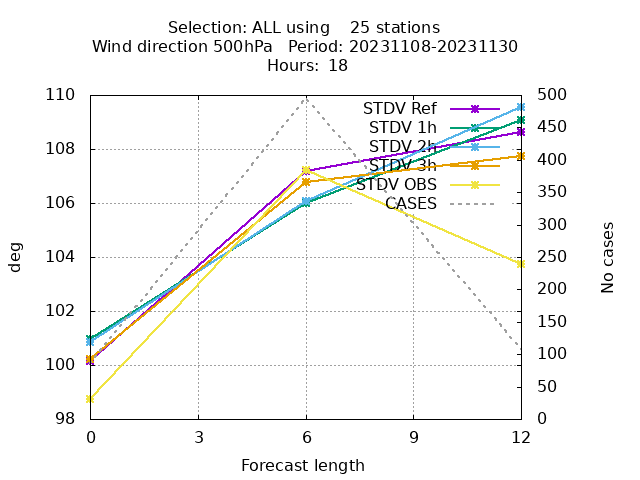 Selection: ALL using    25 stations
Wind direction 500hPa   Period: 20231108-20231130
Hours:  18
110
108
106
104
102
100
98
deg
500
450
400
350
300
250
200
150
100
50
0
No cases
STDV Ref
STDV 1h
STDV 2h
STDV 3h
STDV OBS
CASES
0
3
6
9
12
Forecast length